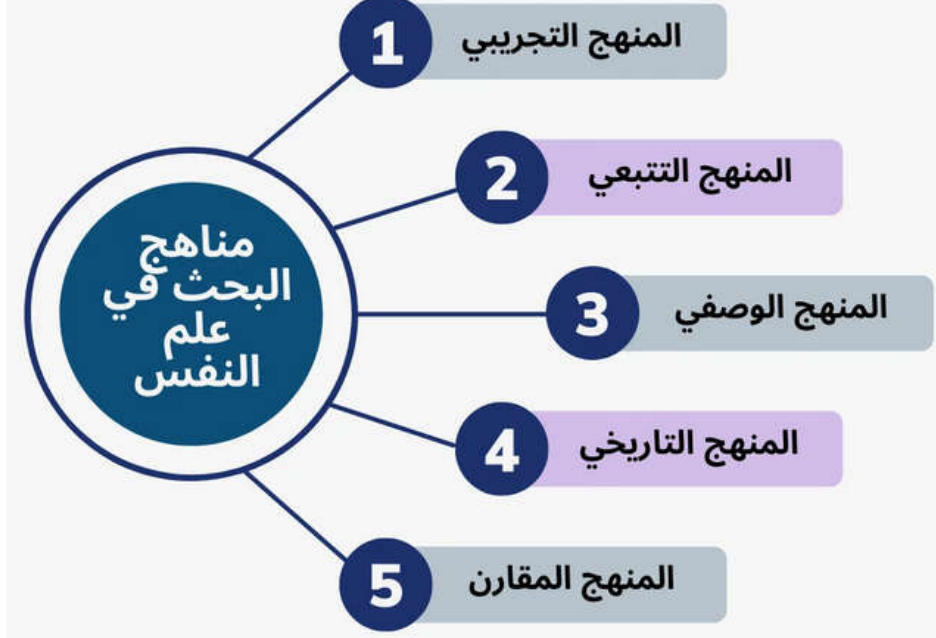 مناهج
البحث في
علم
النفس
1 المنهج التجريبي
2 المنهج التتبعي
3 المنهج الوصفي
4 المنهج التاريخي
5 المنهج المقارن